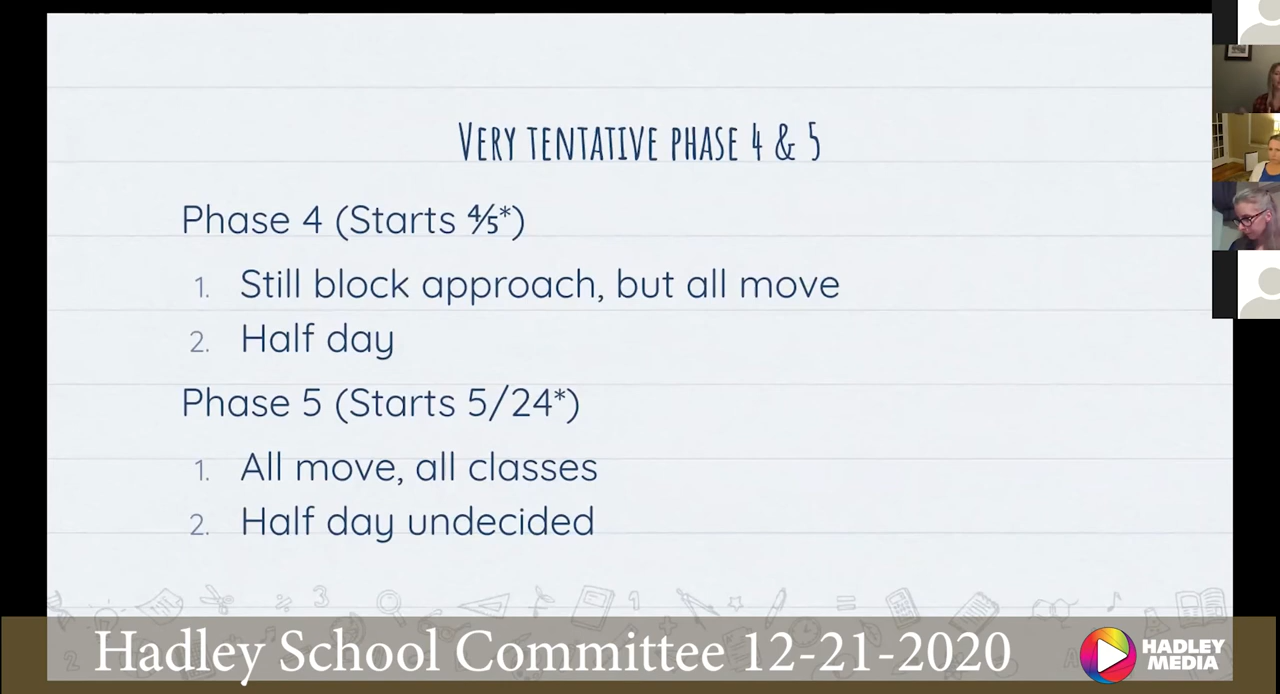 VERY TENTATIVE PHASE 4 & 5
Phase 4 (Starts ⅘*)
1. Still block approach, but all move
2. Half day
Phase 5 (Starts 5/24*)
1. All move, all classes
2. Half day undecided
Hadley School Committee 12-21-2020
HADLEY
MEDIA